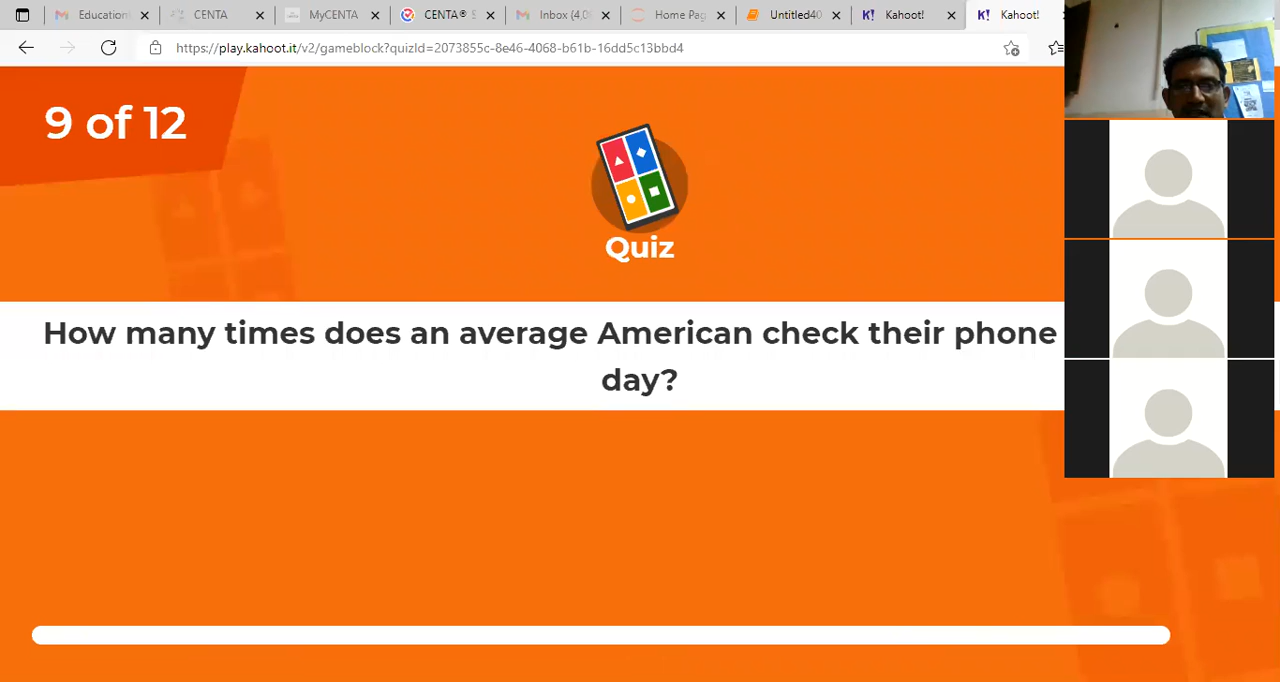 Education
CENTA
MyCENTA
CENTA® S
Inbox (4,0
Home Pag
Untitled40
K! Kahoot!
K! Kahoot!
https://play.kahoot.it/v2/gameblock?quizId=2073855c-8e46-4068-b61b-16dd5c13bbd4
9 of 12
Quiz
How many times does an average American check their phone
day?